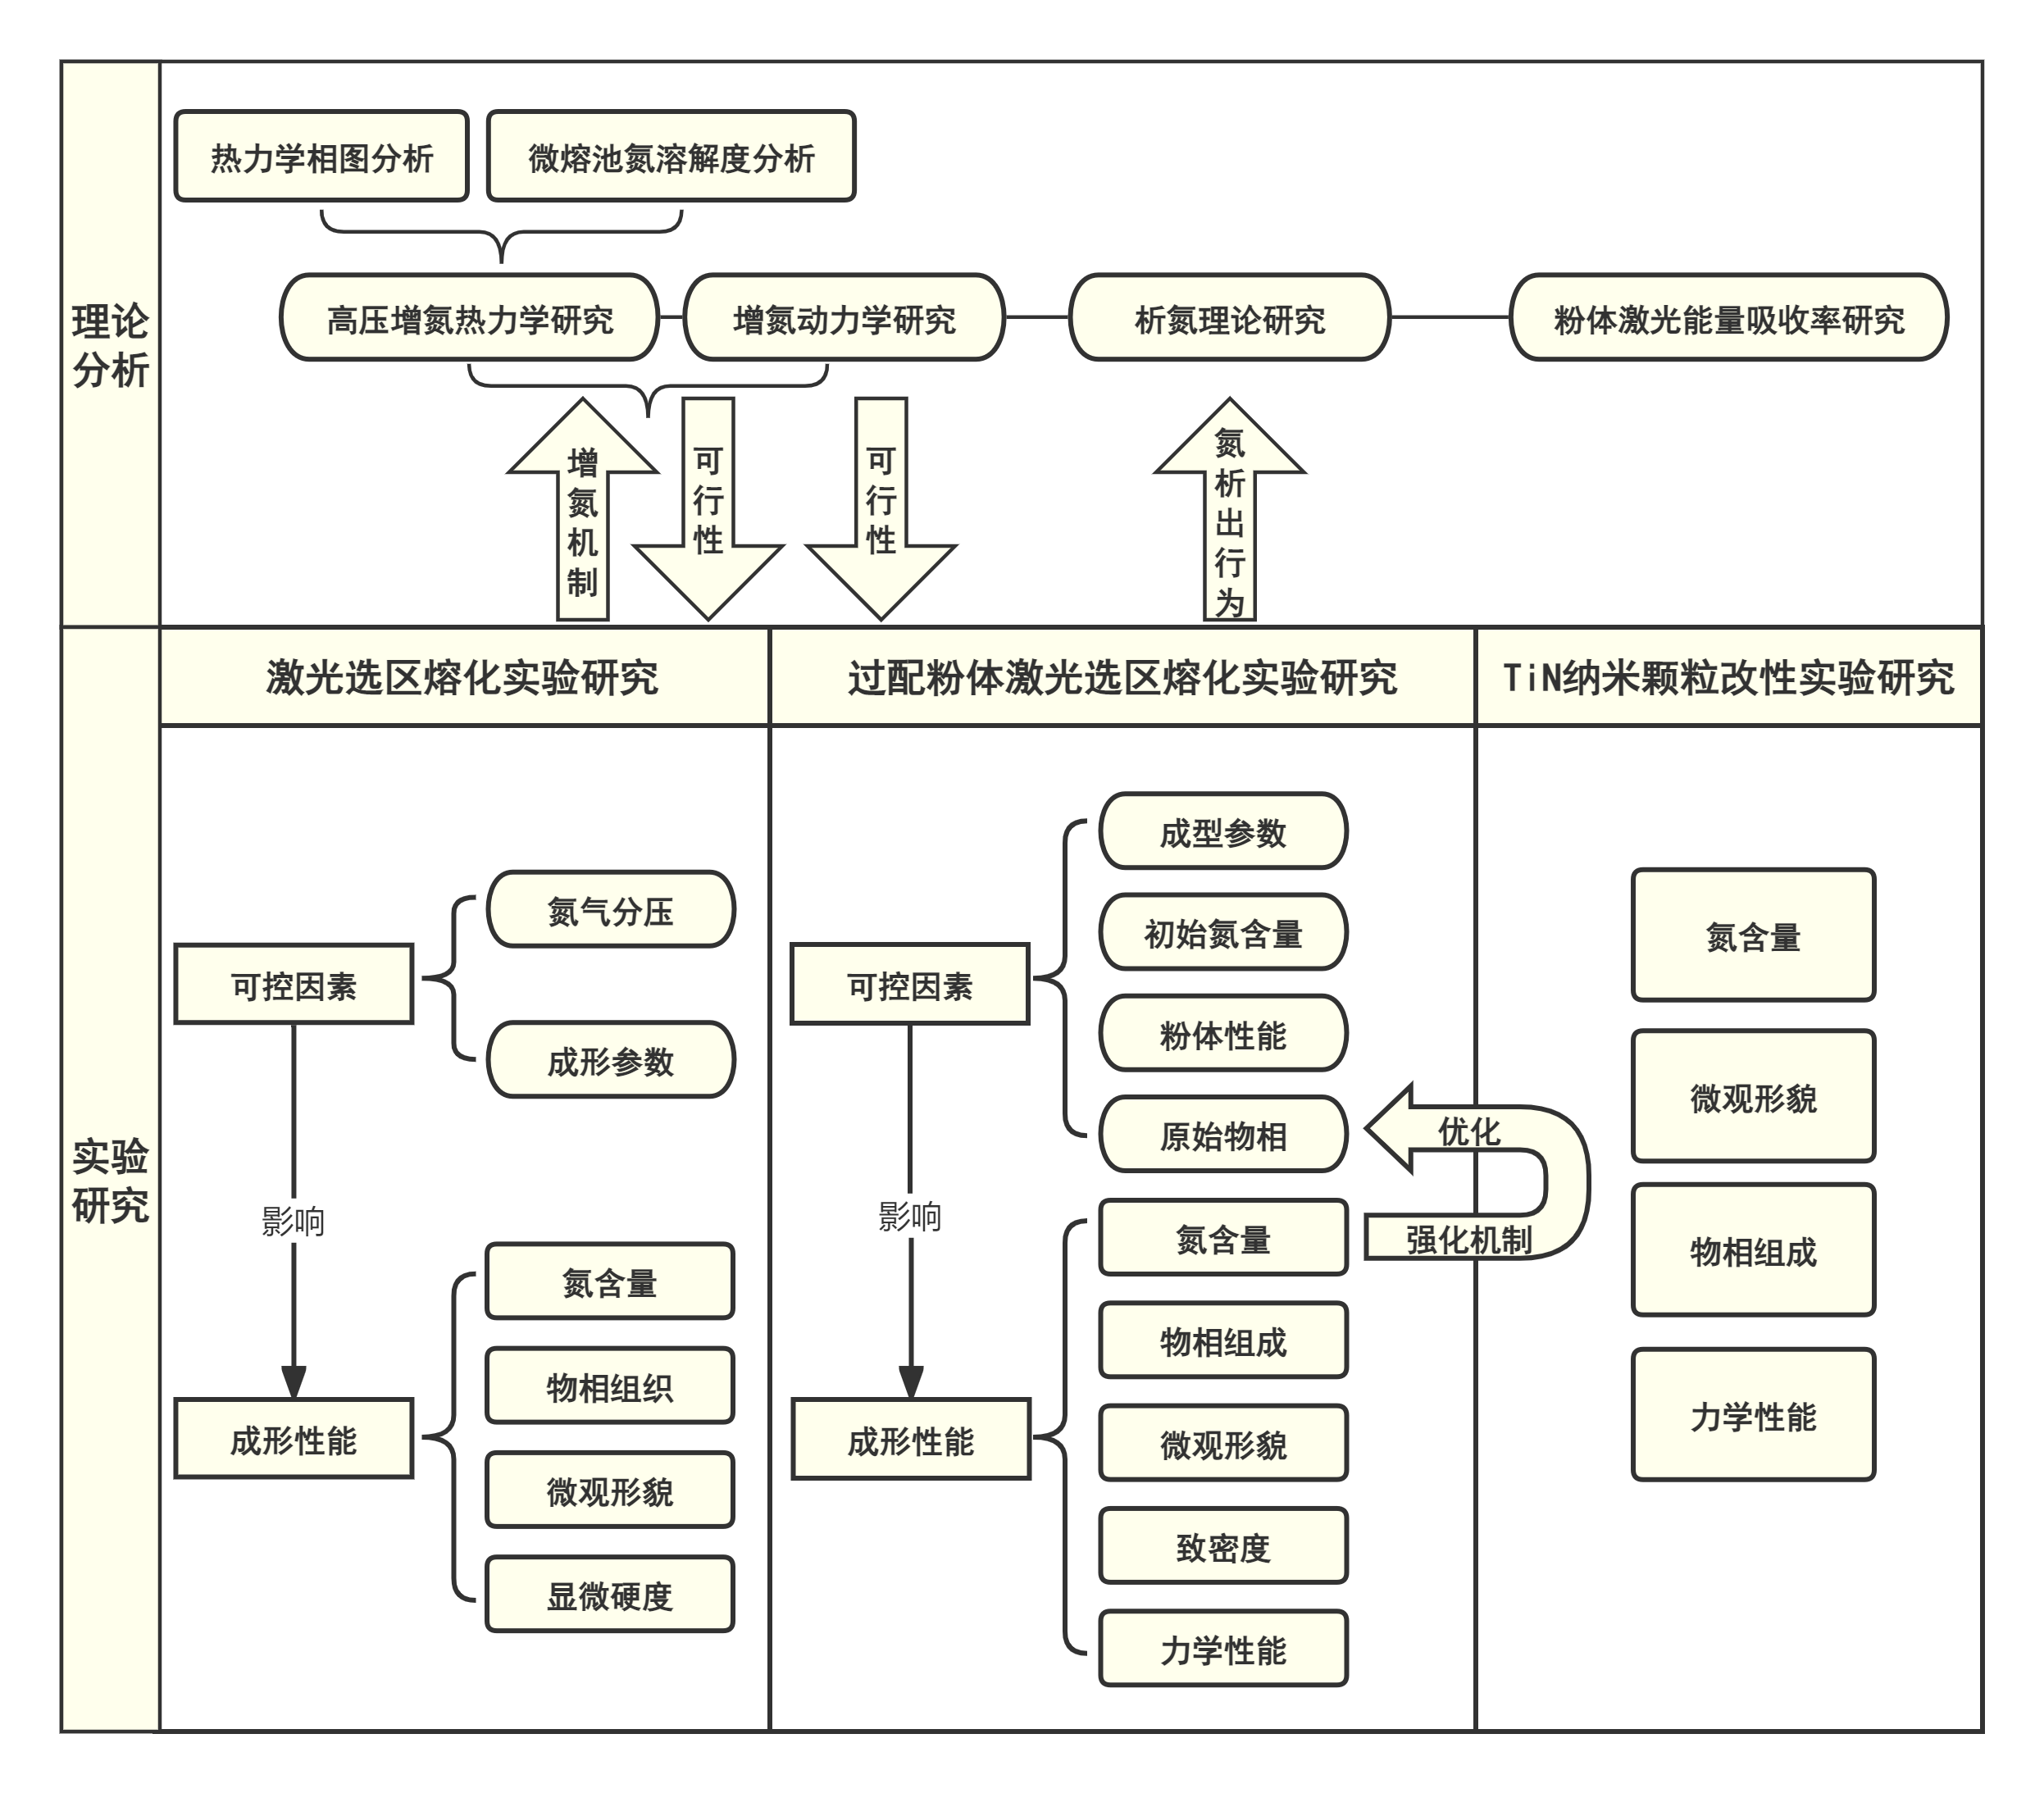 理论
分析
热力学相图分析
微熔池氮溶解度分析
高压增氮热力学研究
增氮动力学研究
析氮理论研究
粉体激光能量吸收率研究
增
氮
机
制
可
行
性
可
行
性
氮
析
出
行
为
实验
研究
激光选区熔化实验研究
过配粉体激光选区熔化实验研究
TiN纳米颗粒改性实验研究
可控因素
氮气分压
成形参数
影响
成形性能
氮含量
物相组织
微观形貌
显微硬度
可控因素
成型参数
初始氮含量
粉体性能
原始物相
影响
成形性能
氮含量
物相组成
微观形貌
致密度
力学性能
优化
强化机制
氮含量
微观形貌
物相组成
力学性能